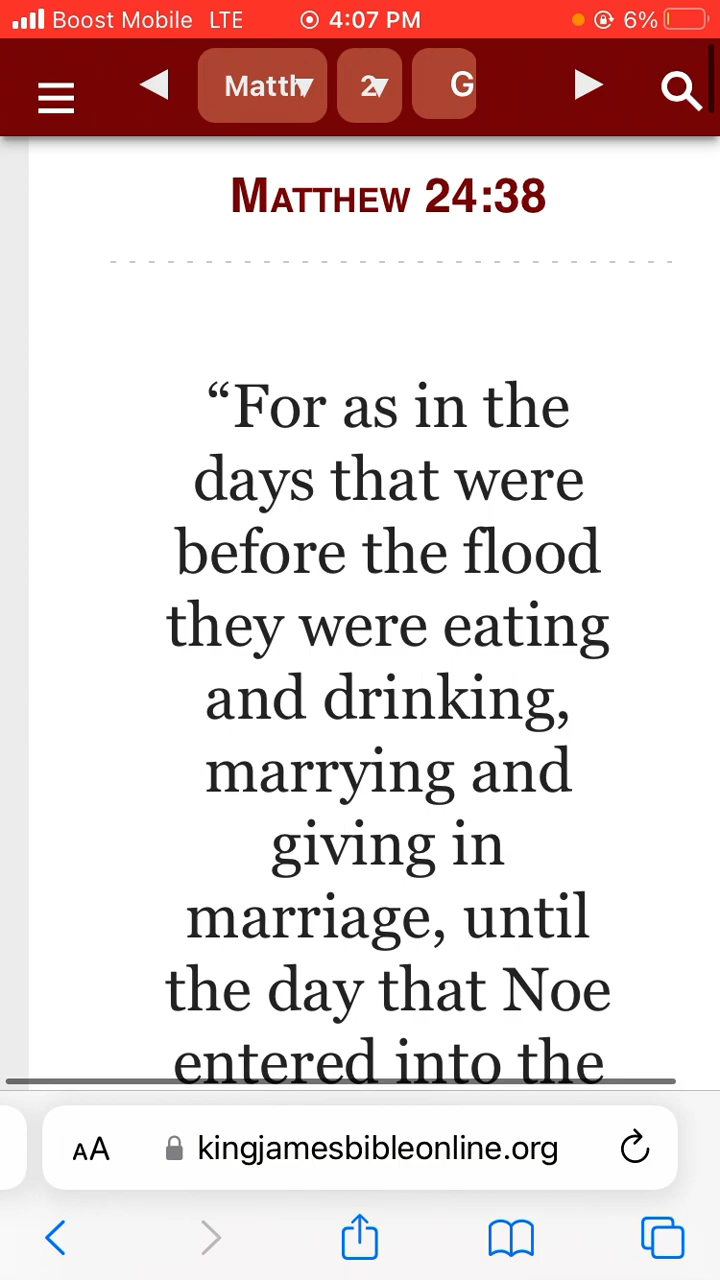 Boost Mobile LTE 4:07 PM 6%
Matth 2 G
MATTHEW 24:38
“For as in the
days that were
before the flood
they were eating
and drinking,
marrying and
giving in
marriage, until
the day that Noe
entered into the
AA kingjamesbibleonline.org